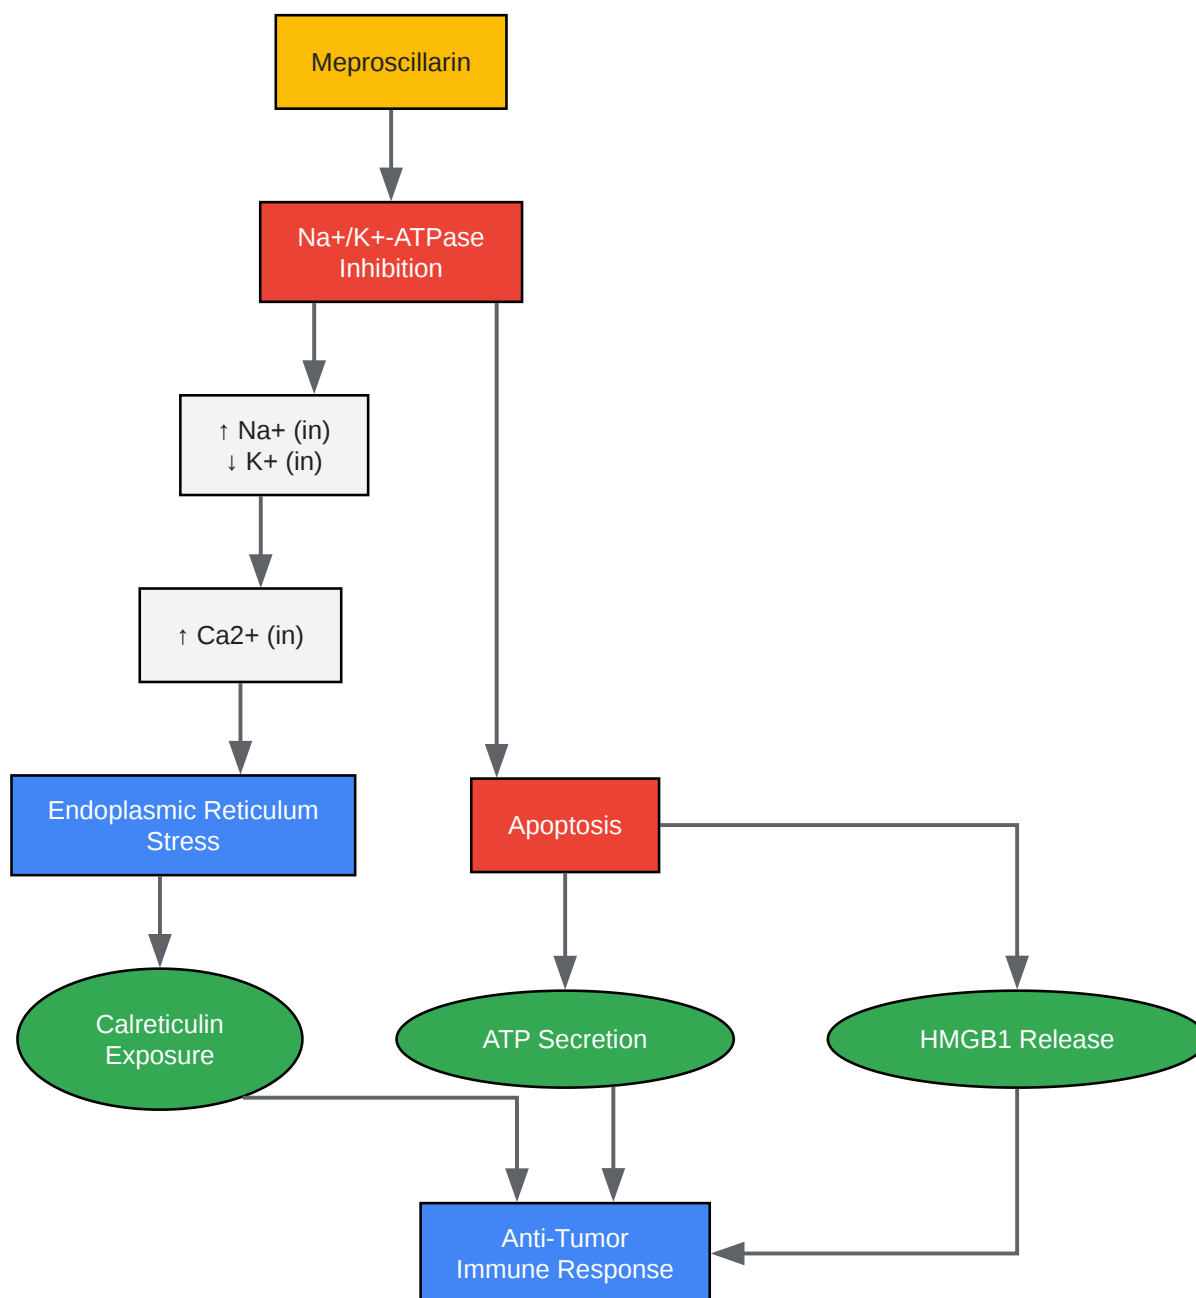 Meproscillarin
Na+/K+-ATPase
Inhibition
↑ Na+ (in)
↓ K+ (in)
↑ Ca2+ (in)
Endoplasmic Reticulum
Stress
Apoptosis
Calreticulin
Exposure
ATP Secretion
HMGB1 Release
Anti-Tumor
Immune Response